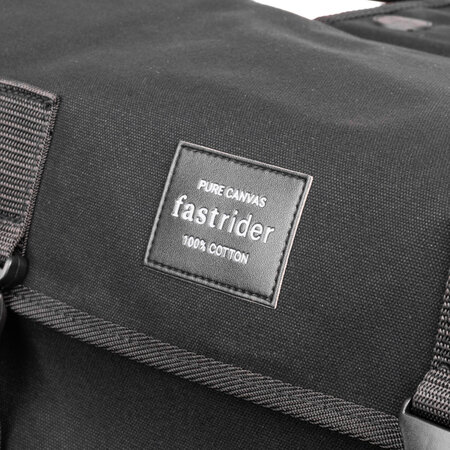 PURE CANVAS
fastrider
100% COTTON